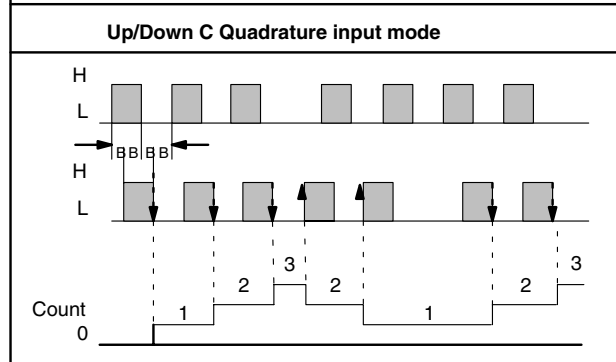 Up/Down C Quadrature input mode
H
L
B B B B
H
L
3 3
2 2 2
Count 1 1
0